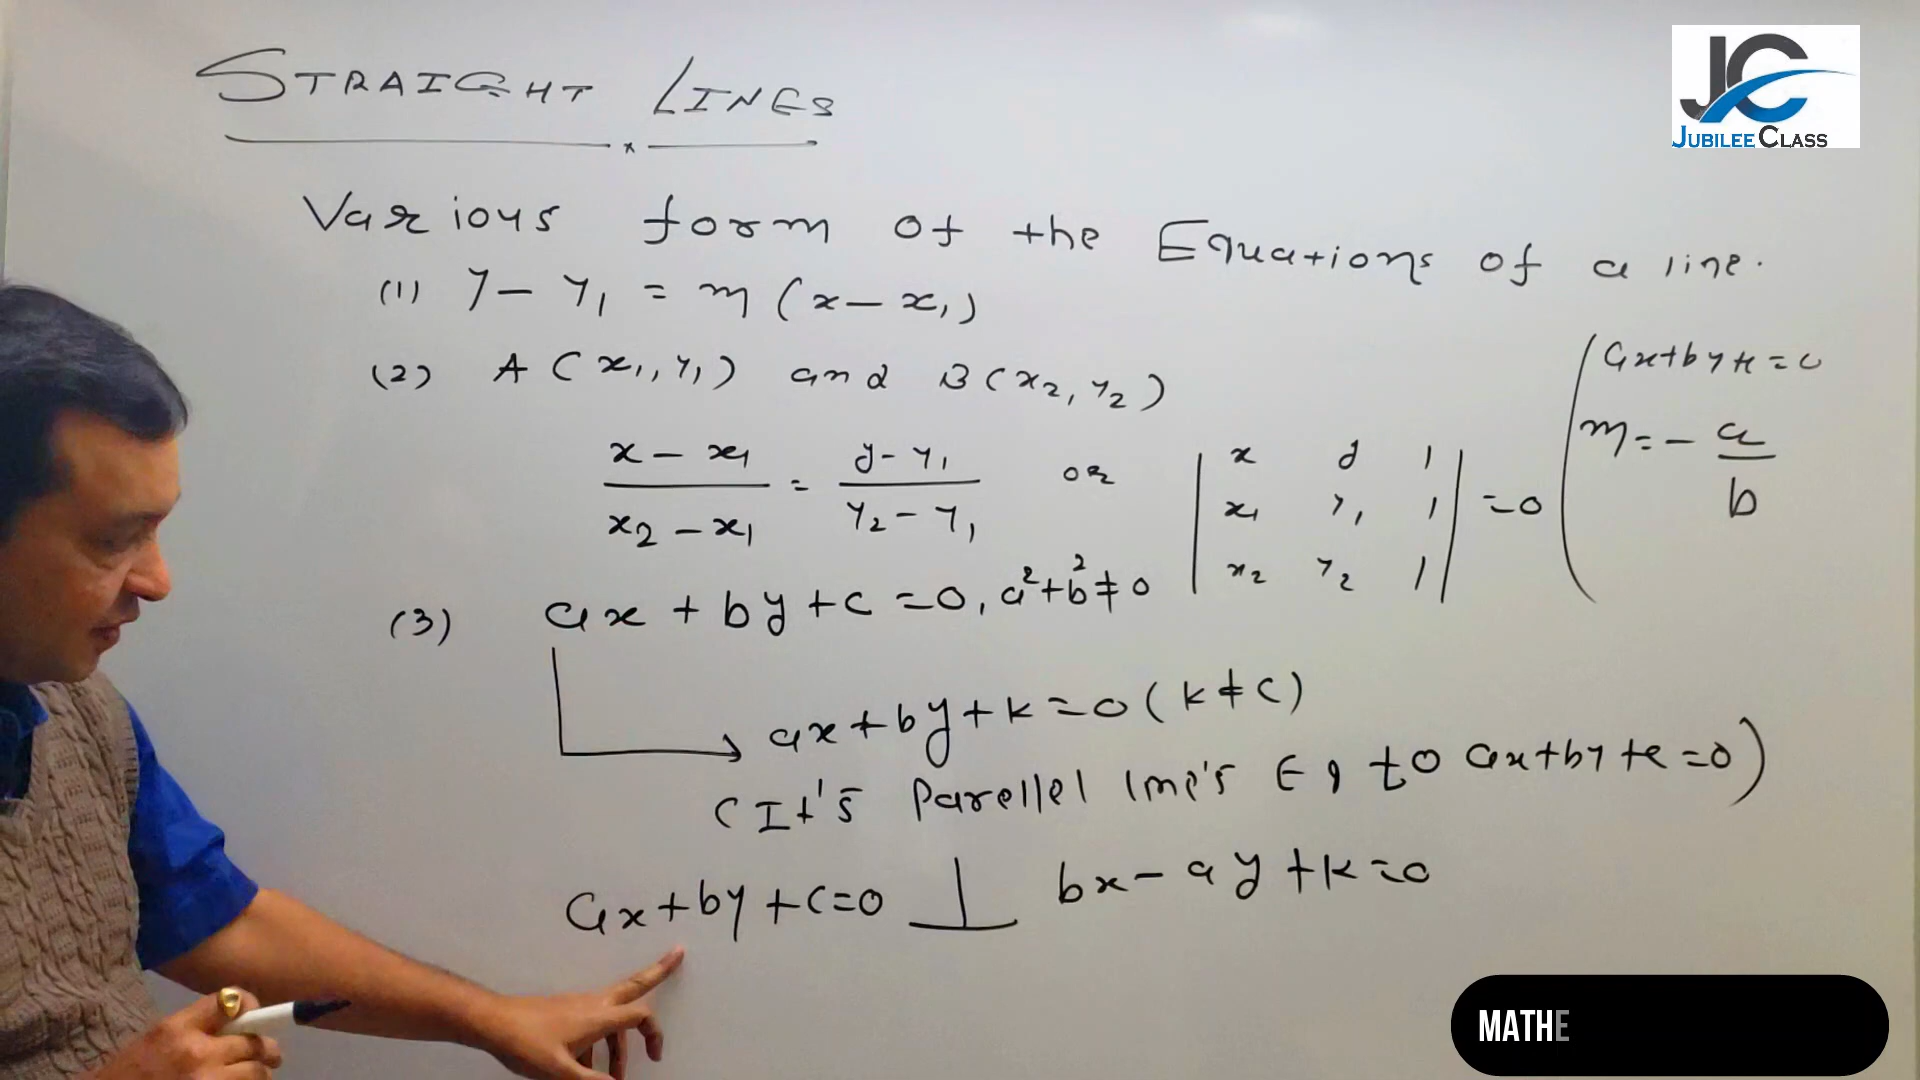 STRAIGHT LINES
Various form of the Equations of a line.
(1) y - y₁ = m (x - x₁)
(2) A (x₁, y₁) and B (x₂, y₂)
x - x₁ / x₂ - x₁ = y - y₁ / y₂ - y₁ or | x y 1 |
| x₁ y₁ 1 | = 0
| x₂ y₂ 1 |
(3) ax + by + c = 0, a² + b² ≠ 0
ax + by + k = 0 (k ≠ c)
(It's Parellel line's Eq to ax + by + c = 0)
ax + by + c = 0 ⊥ bx - ay + k = 0
ax + by + c = 0
m = - a / b
JC
JUBILEE CLASS
MATHE